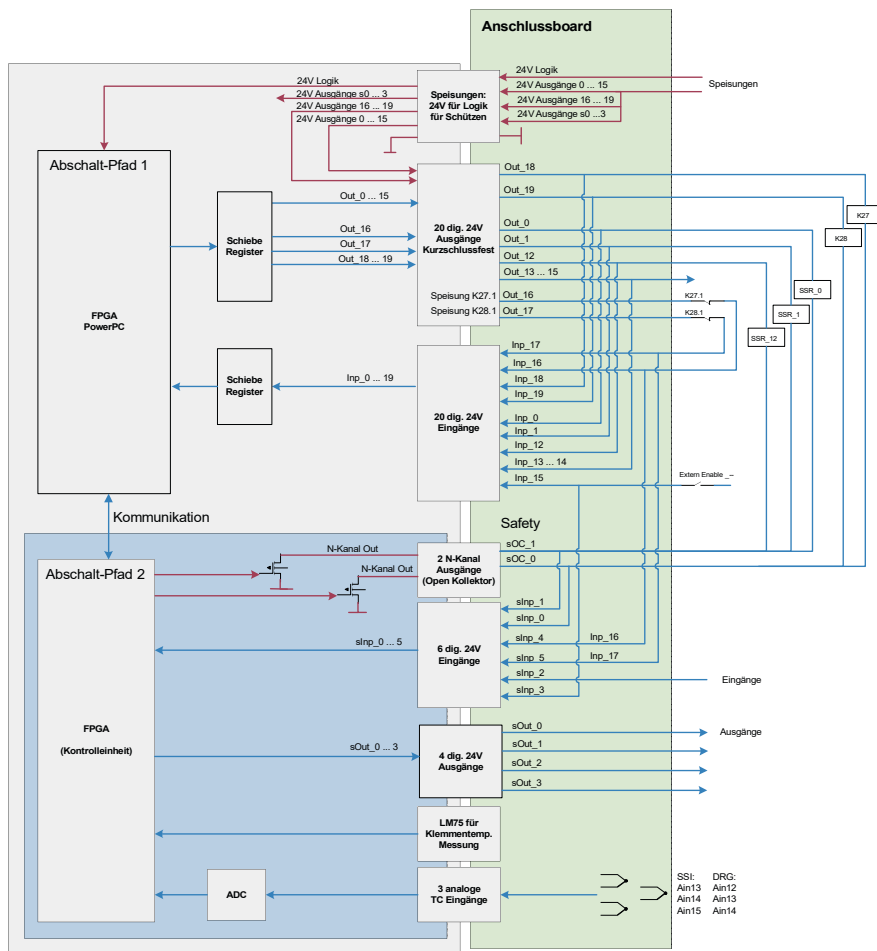 Anschlussboard
24V Logik
24V Ausgänge s0 ... 3
24V Ausgänge 16 ... 19
24V Ausgänge 0 ... 15
Speisungen:
24V für Logik
für Schützen
24V Logik
24V Ausgänge 0 ... 15
24V Ausgänge 16 ... 19
24V Ausgänge s0 ...3
Speisungen
Abschalt-Pfad 1
FPGA
PowerPC
Schiebe
Register
Out_0 ... 15
Out_16
Out_17
Out_18 ... 19
20 dig. 24V
Ausgänge
Kurzschlussfest
Speisung K27.1
Speisung K28.1
Out_18
Out_19
Out_0
Out_1
Out_12
Out_13 ... 15
Out_16
Out_17
K27.1
K28.1
K27
K28
SSR_0
SSR_1
SSR_12
Schiebe
Register
Inp_0 ... 19
20 dig. 24V
Eingänge
Inp_17
Inp_16
Inp_18
Inp_19
Inp_0
Inp_1
Inp_12
Inp_13 ... 14
Inp_15
Extern Enable
Kommunikation
Safety
Abschalt-Pfad 2
FPGA
(Kontrolleinheit)
N-Kanal Out
N-Kanal Out
2 N-Kanal
Ausgänge
(Open Kollektor)
sOC_1
sOC_0
sInp_0 ... 5
6 dig. 24V
Eingänge
sInp_1
sInp_0
sInp_4
Inp_16
sInp_5
Inp_17
sInp_2
sInp_3
Eingänge
sOut_0 ... 3
4 dig. 24V
Ausgänge
sOut_0
sOut_1
sOut_2
sOut_3
Ausgänge
LM75 für
Klemmentemp.
Messung
ADC
3 analoge
TC Eingänge
SSI: DRG:
Ain13 Ain12
Ain14 Ain13
Ain15 Ain14